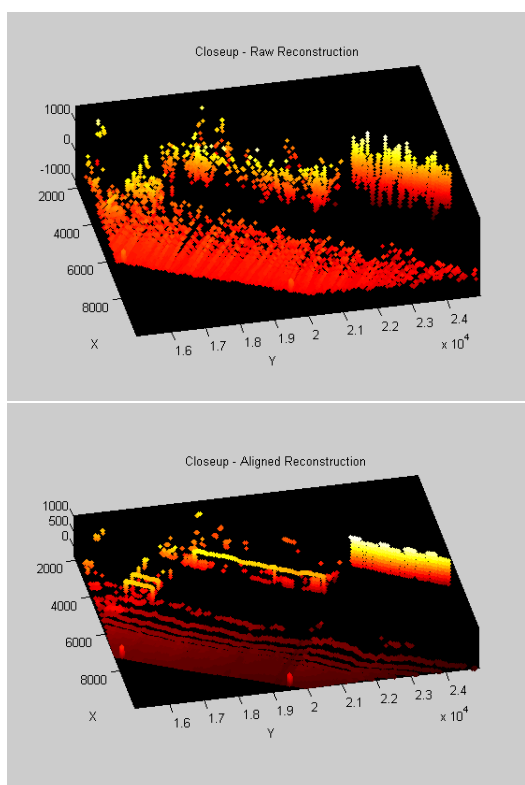 Closeup - Raw Reconstruction
1000
0
-1000
2000
4000
6000
8000
X
1.6 1.7 1.8 1.9 2 2.1 2.2 2.3 2.4
x 10^4
Y
Closeup - Aligned Reconstruction
1000
500
0
2000
4000
6000
8000
X
1.6 1.7 1.8 1.9 2 2.1 2.2 2.3 2.4
x 10^4
Y